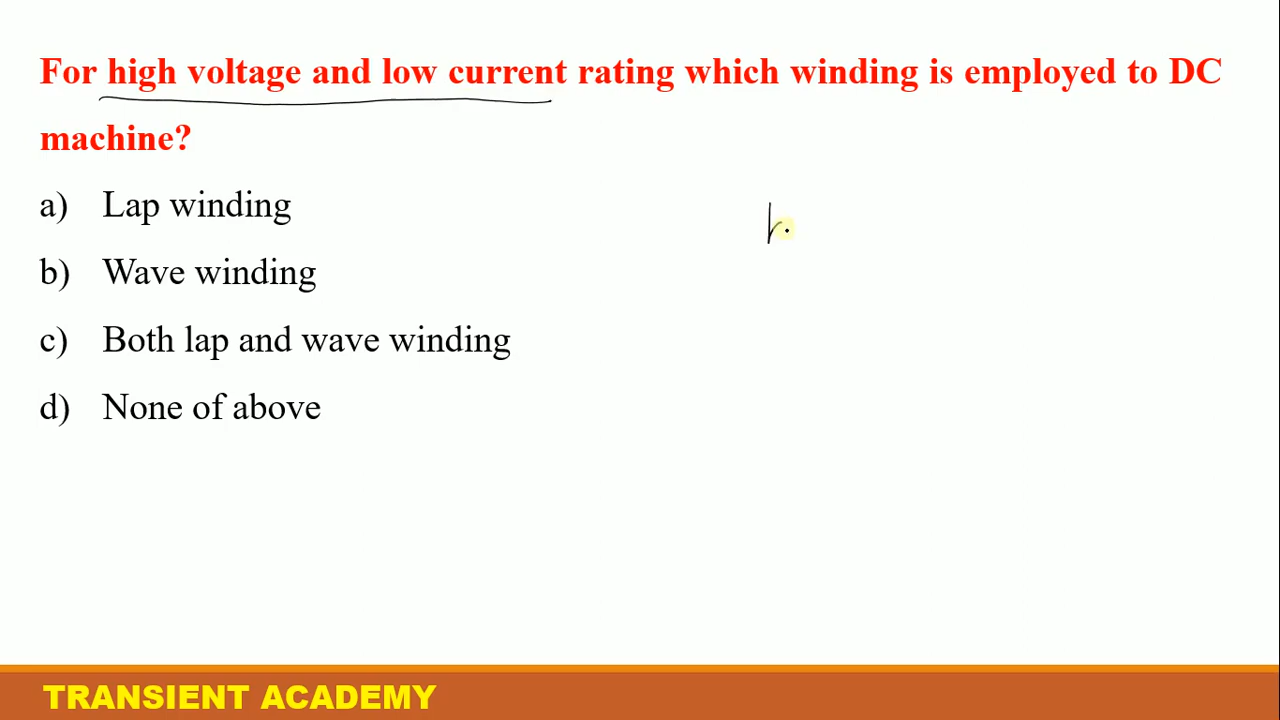 For high voltage and low current rating which winding is employed to DC
machine?
a) Lap winding
b) Wave winding
c) Both lap and wave winding
d) None of above
TRANSIENT ACADEMY